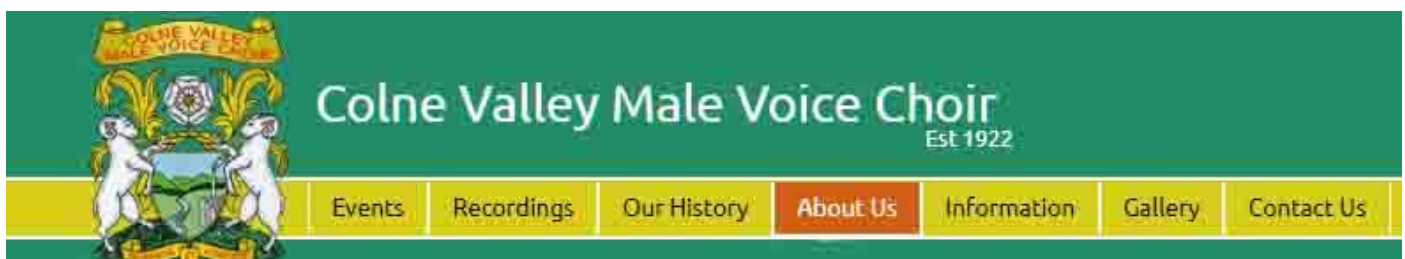 COLNE VALLEY
MALE VOICE CHOIR
Colne Valley Male Voice Choir
Est 1922
Events Recordings Our History About Us Information Gallery Contact Us